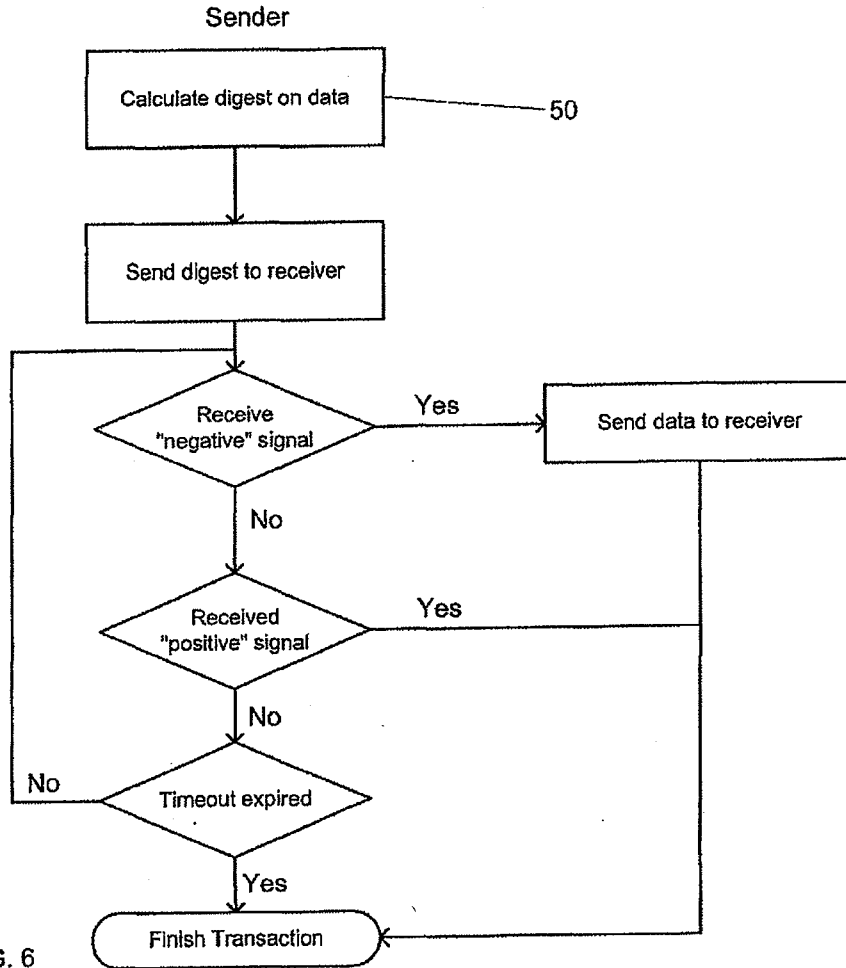 Sender
Calculate digest on data
50
Send digest to receiver
Receive
"negative" signal
Yes
Send data to receiver
No
Received
"positive" signal
Yes
No
Timeout expired
No
Yes
Finish Transaction
G. 6